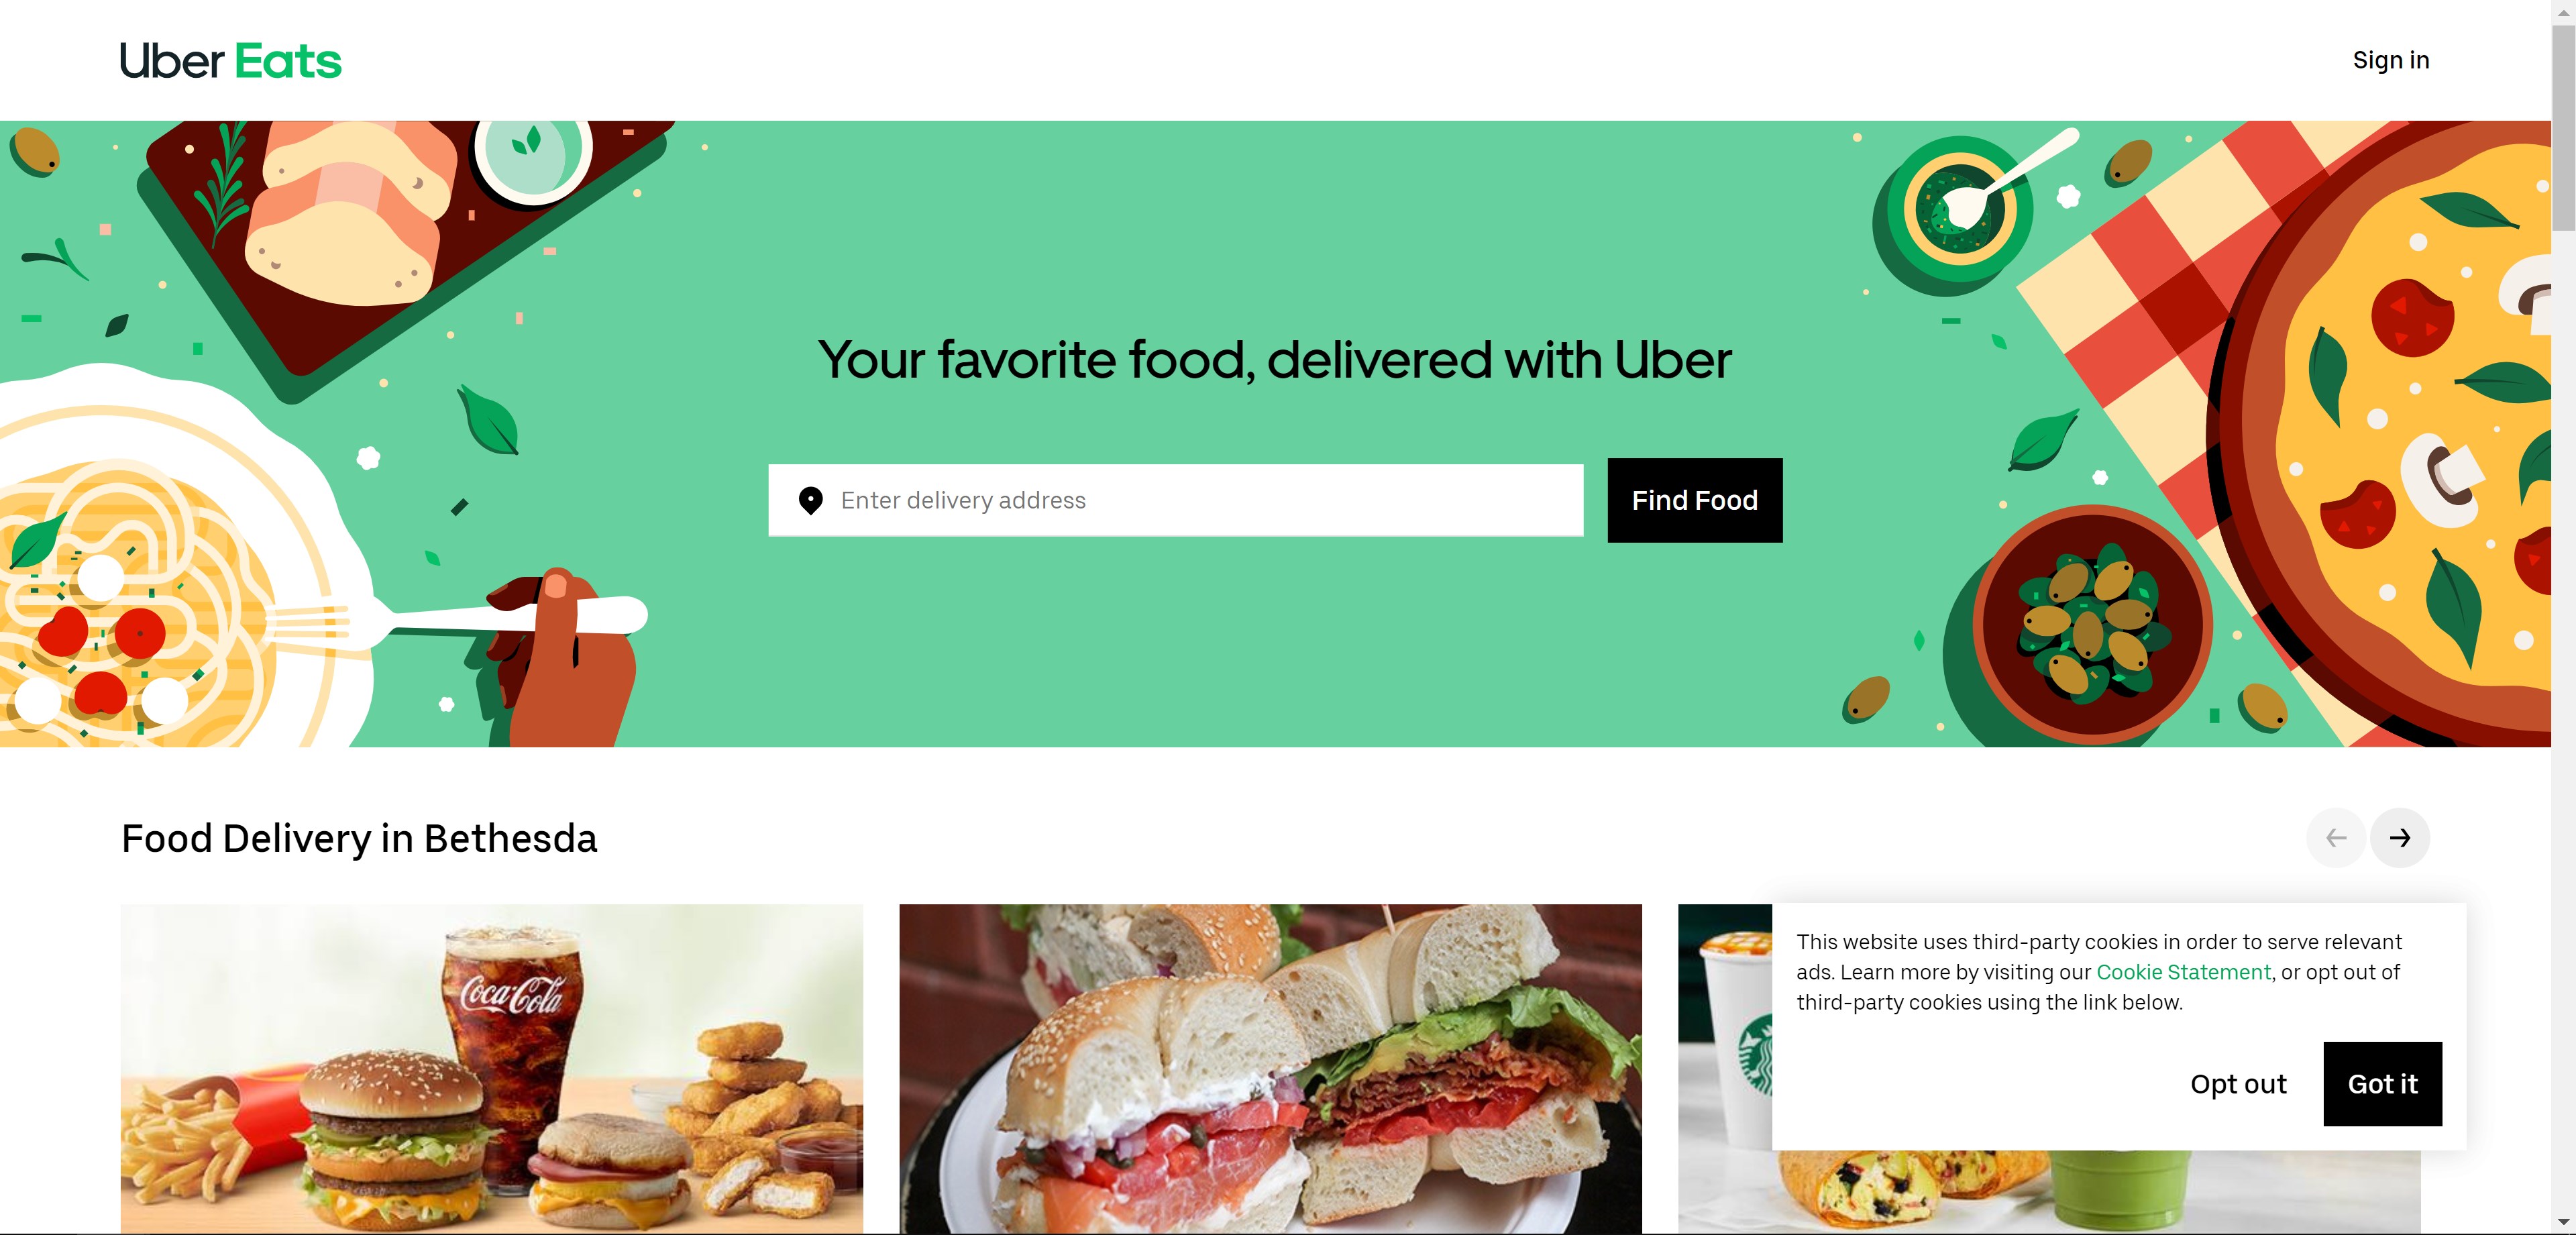 Uber Eats
Sign in
Your favorite food, delivered with Uber
Enter delivery address
Find Food
Food Delivery in Bethesda
Coca-Cola
This website uses third-party cookies in order to serve relevant
ads. Learn more by visiting our Cookie Statement, or opt out of
third-party cookies using the link below.
Opt out
Got it